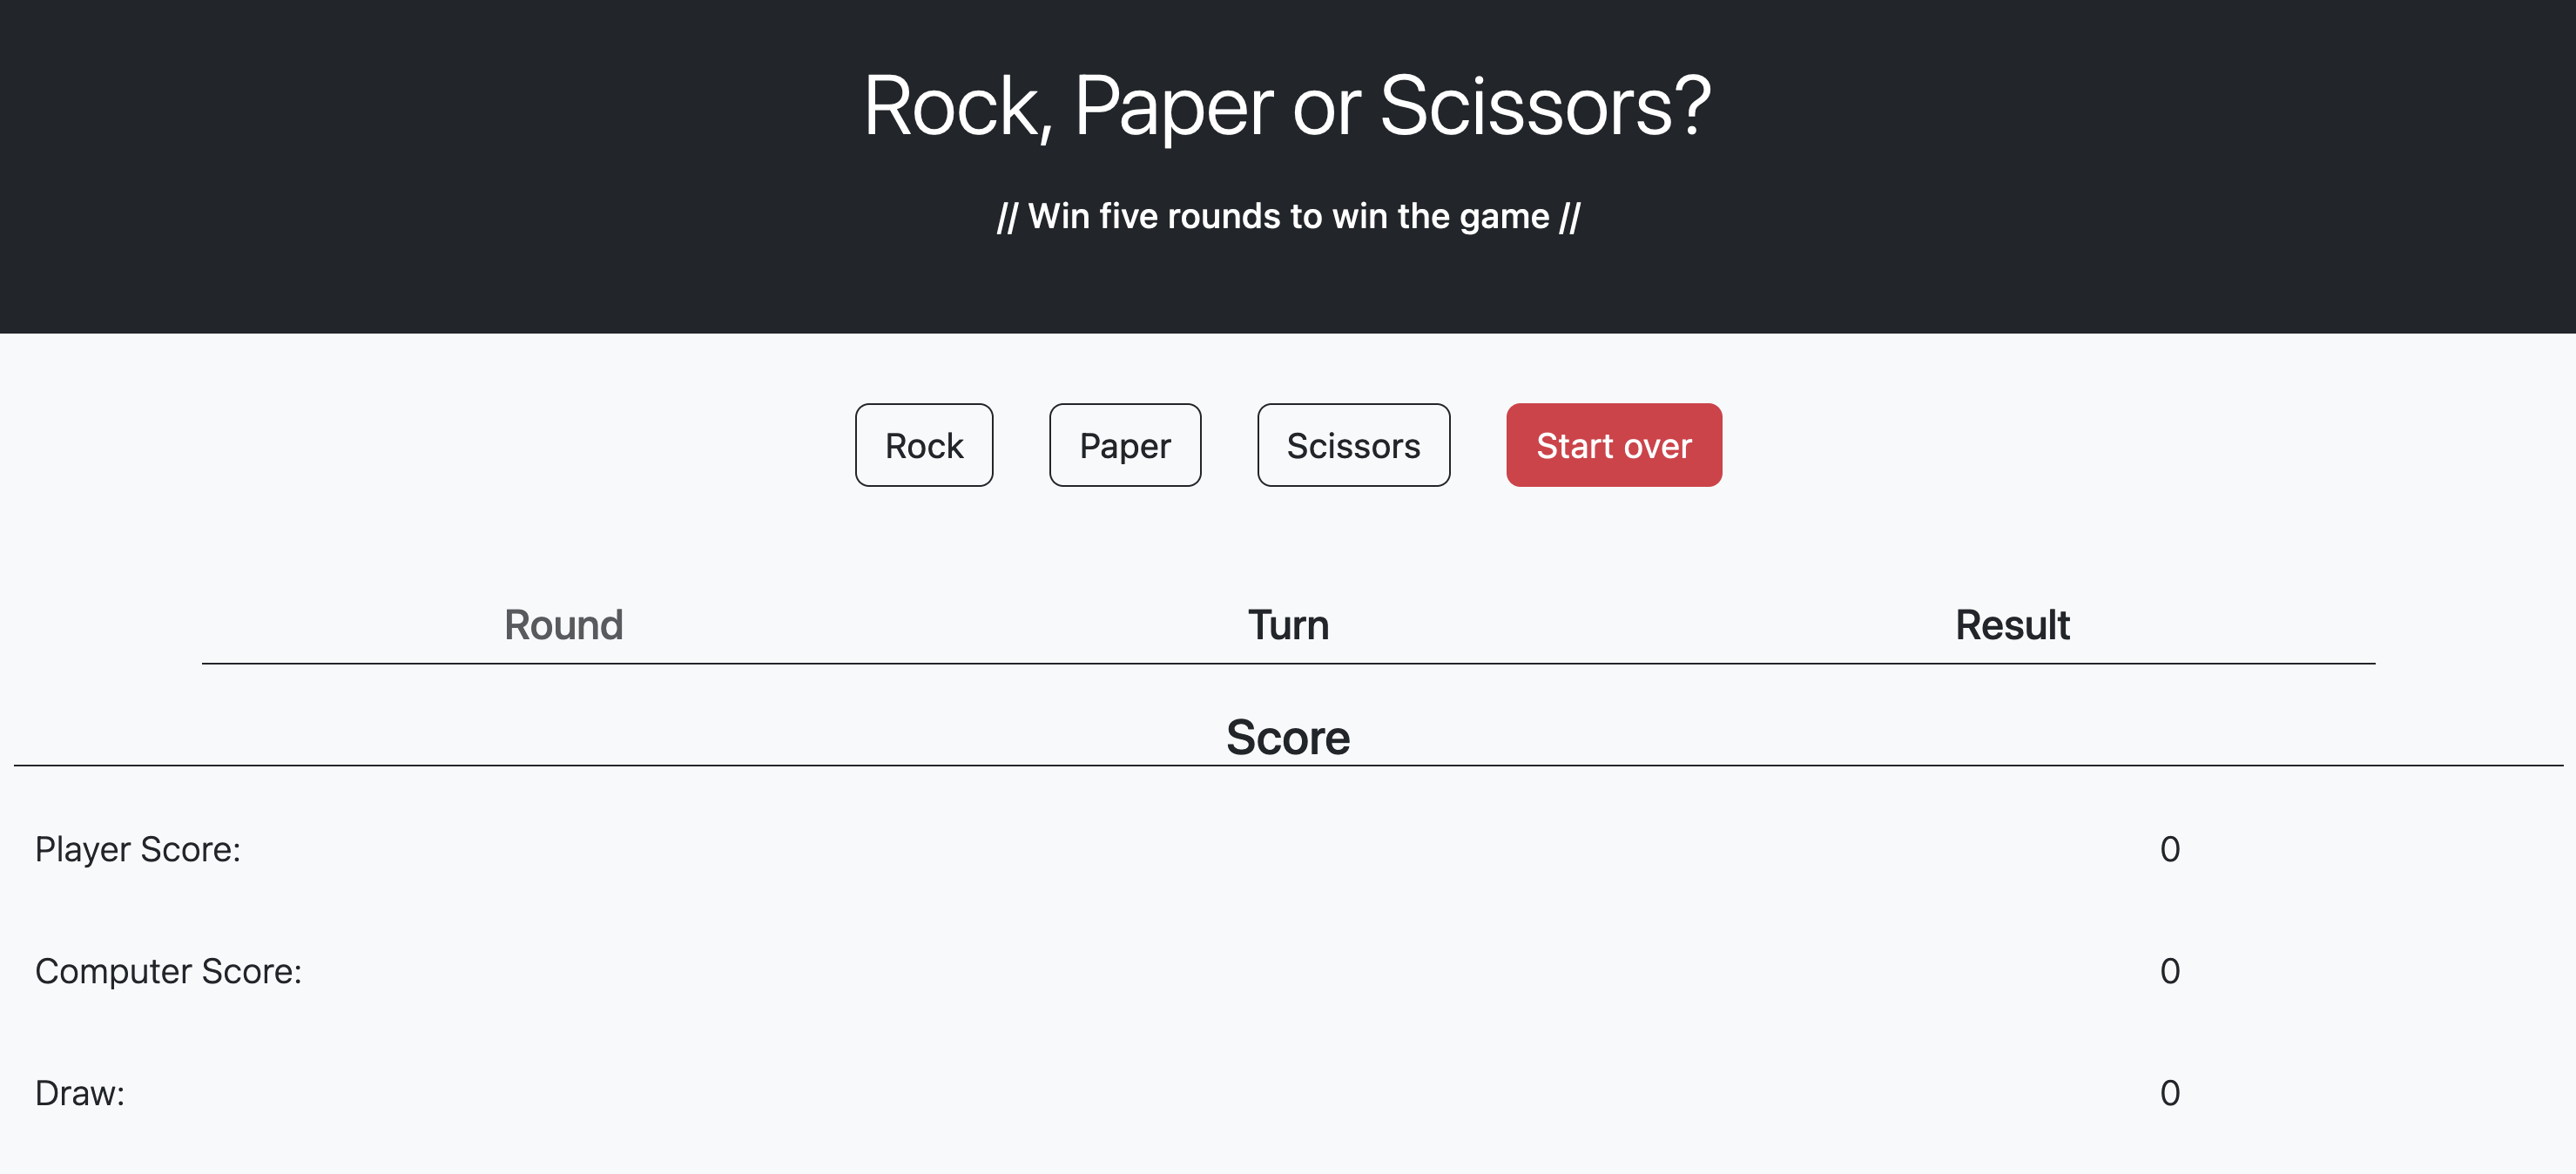 Rock, Paper or Scissors?
// Win five rounds to win the game //
Rock Paper Scissors Start over
Round Turn Result
Score
Player Score: 0
Computer Score: 0
Draw: 0